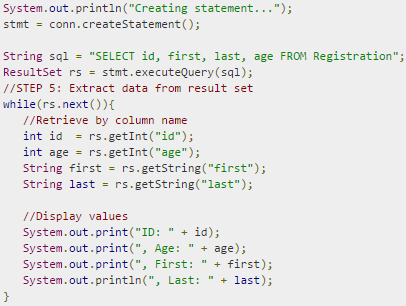 System.out.println("Creating statement...");
stmt = conn.createStatement();

String sql = "SELECT id, first, last, age FROM Registration";
ResultSet rs = stmt.executeQuery(sql);
//STEP 5: Extract data from result set
while(rs.next()){
   //Retrieve by column name
   int id  = rs.getInt("id");
   int age = rs.getInt("age");
   String first = rs.getString("first");
   String last = rs.getString("last");

   //Display values
   System.out.print("ID: " + id);
   System.out.print(", Age: " + age);
   System.out.print(", First: " + first);
   System.out.println(", Last: " + last);
}